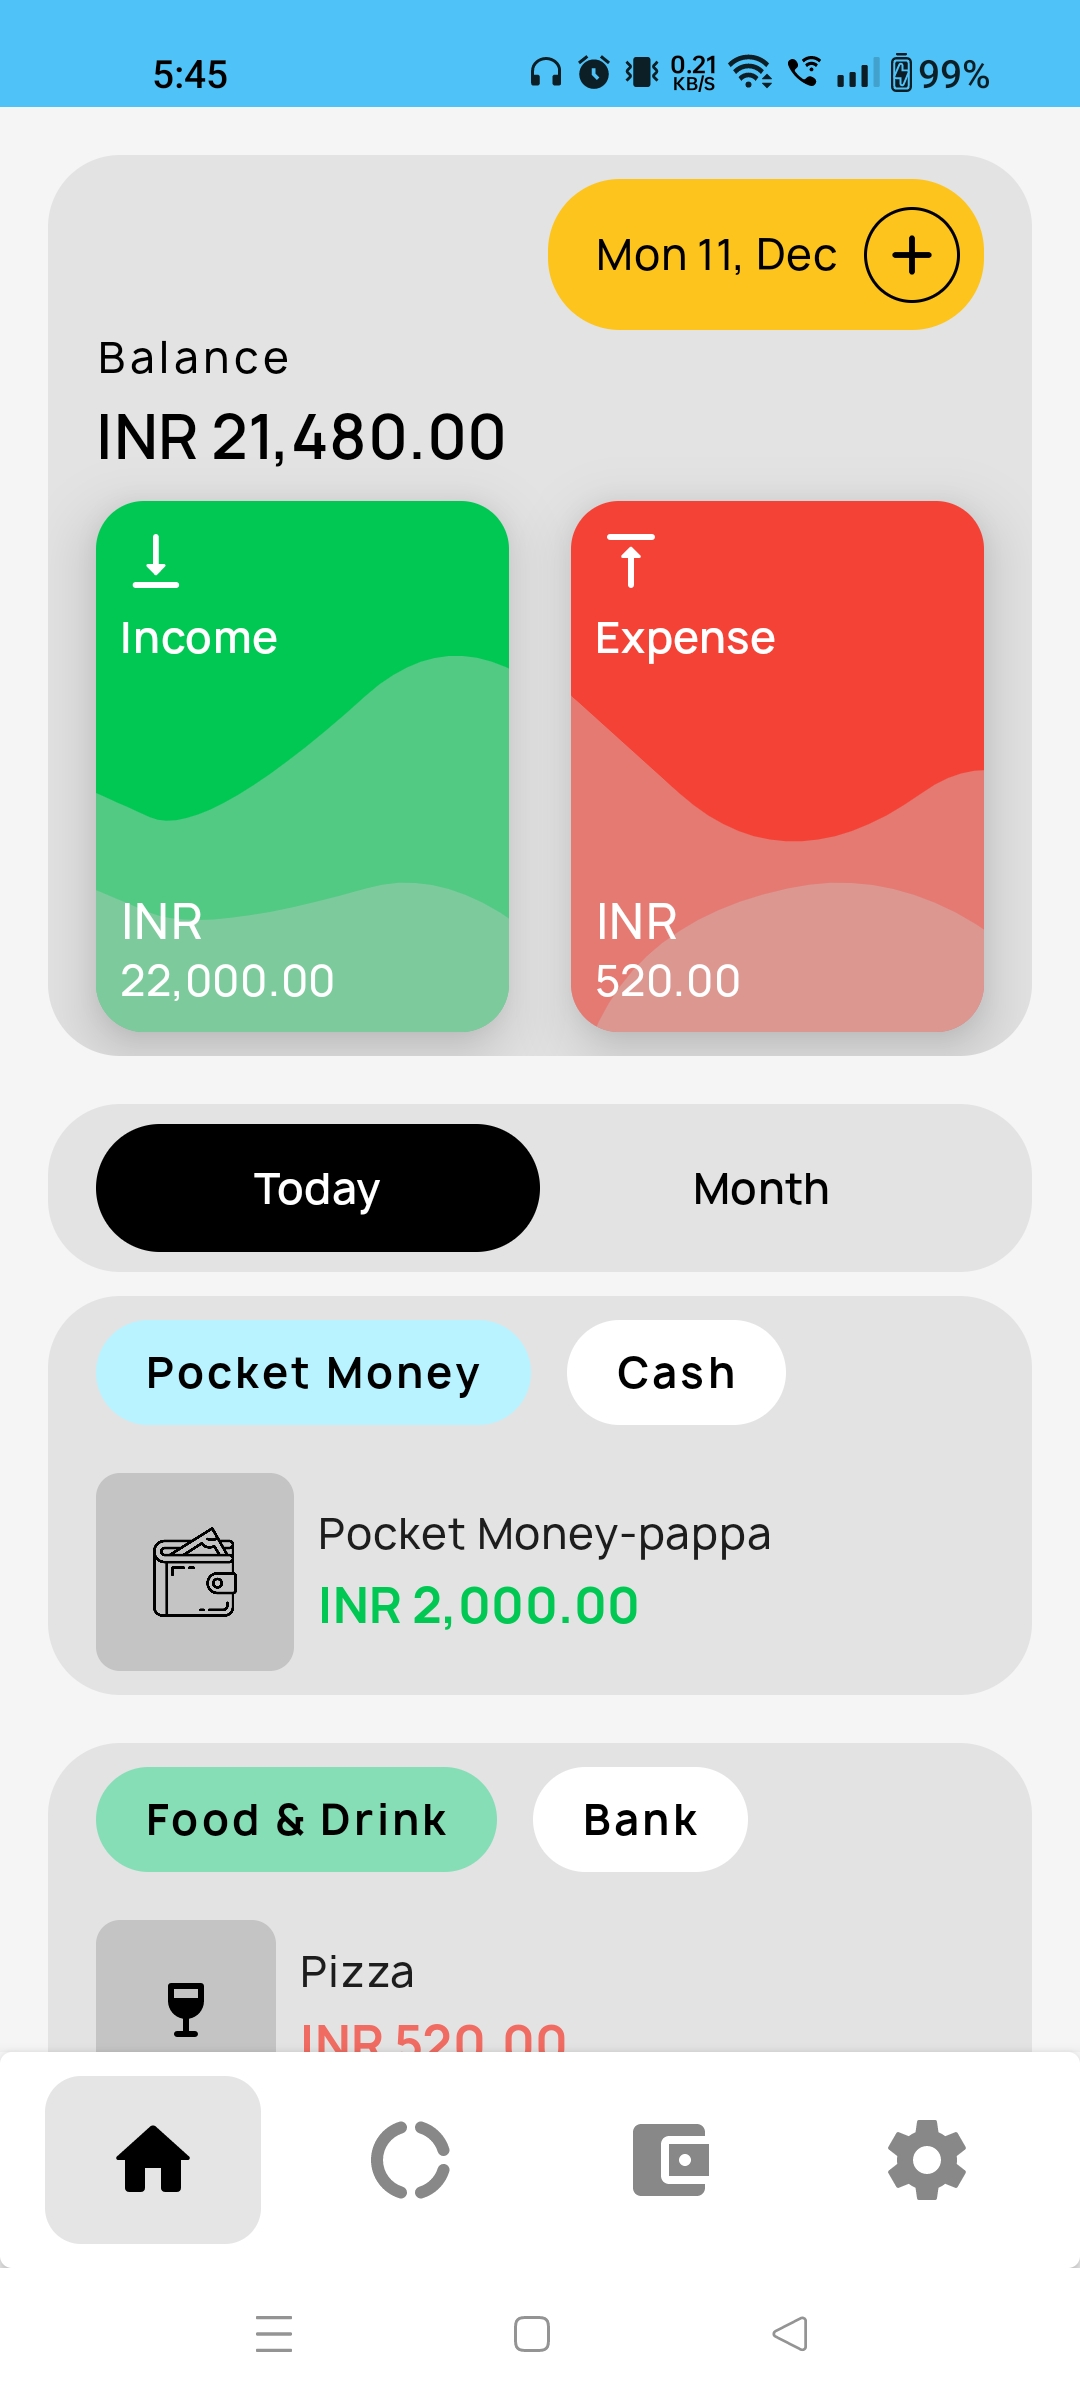 5:45
0.21
KB/S
99%
Mon 11, Dec
Balance
INR 21,480.00
Income
Expense
INR
22,000.00
INR
520.00
Today
Month
Pocket Money
Cash
Pocket Money-pappa
INR 2,000.00
Food & Drink
Bank
Pizza
INR 520.00